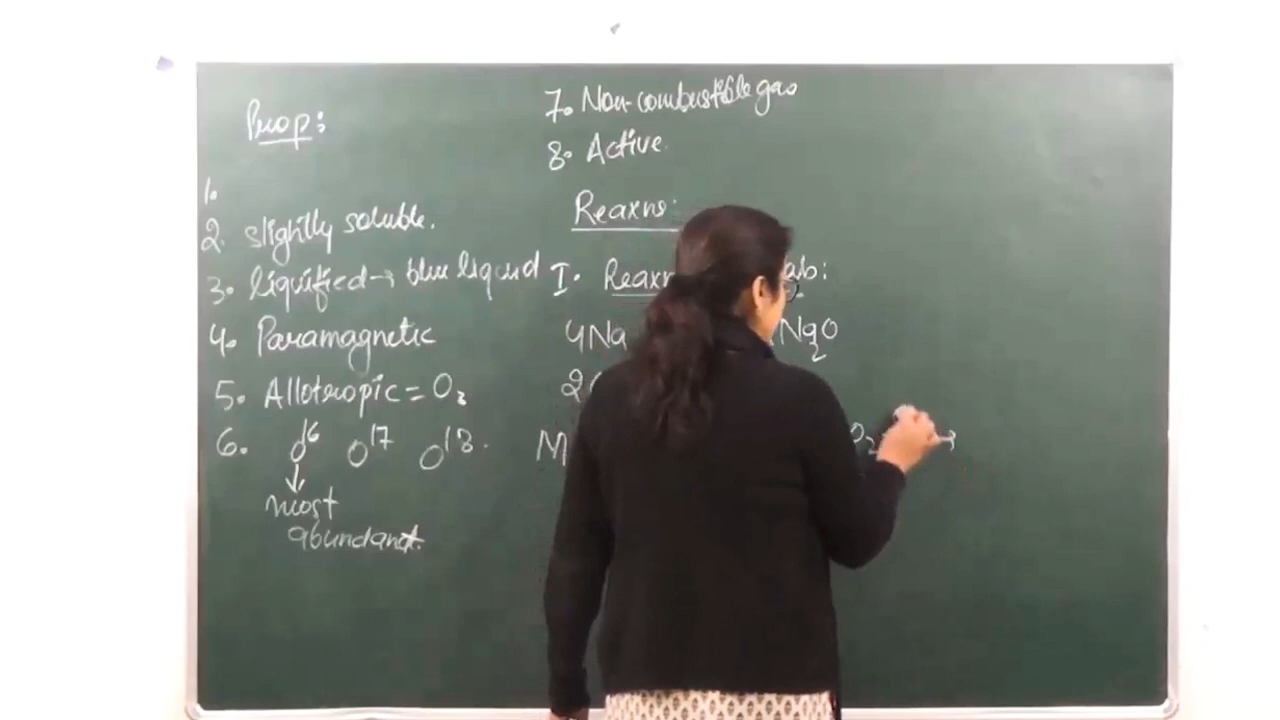 Prop:
1.
2. slightly soluble.
3. liquified → blue liquid
4. Paramagnetic
5. Allotropic = O₃
6. O¹⁶ O¹⁷ O¹⁸.
↓
most
abundant.
7. Non-combustible gas
8. Active.
Reaxns:
I. Reaxn ab:
4Na Na₂O
2
M O₂ →